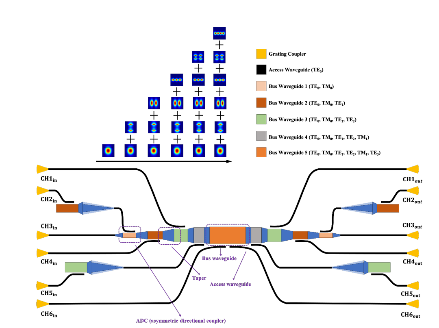 Grating Coupler
Access Waveguide (TE₀)
Bus Waveguide 1 (TE₀, TM₀)
Bus Waveguide 2 (TE₀, TM₀, TE₁)
Bus Waveguide 3 (TE₀, TM₀, TE₁, TE₂)
Bus Waveguide 4 (TE₀, TM₀, TE₁, TE₂, TM₁)
Bus Waveguide 5 (TE₀, TM₀, TE₁, TE₂, TM₁, TE₃)
CH1in
CH1out
CH2in
CH2out
CH3in
CH3out
CH4in
CH4out
Bus waveguide
Taper
Access waveguide
CH5in
CH5out
CH6in
CH6out
ADC (asymmetric directional coupler)